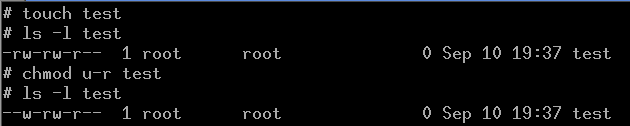 # touch test
# ls -l test
-rw-rw-r--  1 root     root            0 Sep 10 19:37 test
# chmod u-r test
# ls -l test
--w-rw-r--  1 root     root            0 Sep 10 19:37 test